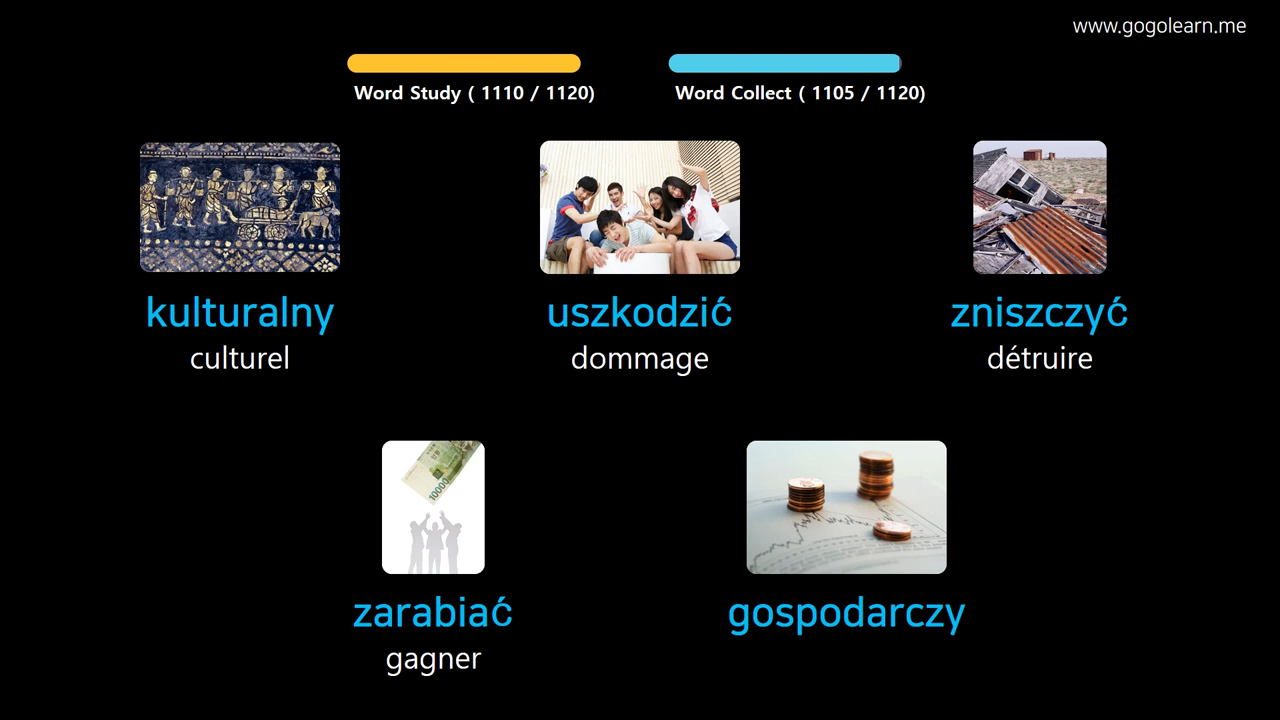 www.gogolearn.me
Word Study ( 1110 / 1120)
Word Collect ( 1105 / 1120)
kulturalny
culturel
uszkodzić
dommage
zniszczyć
détruire
zarabiać
gagner
gospodarczy
10000